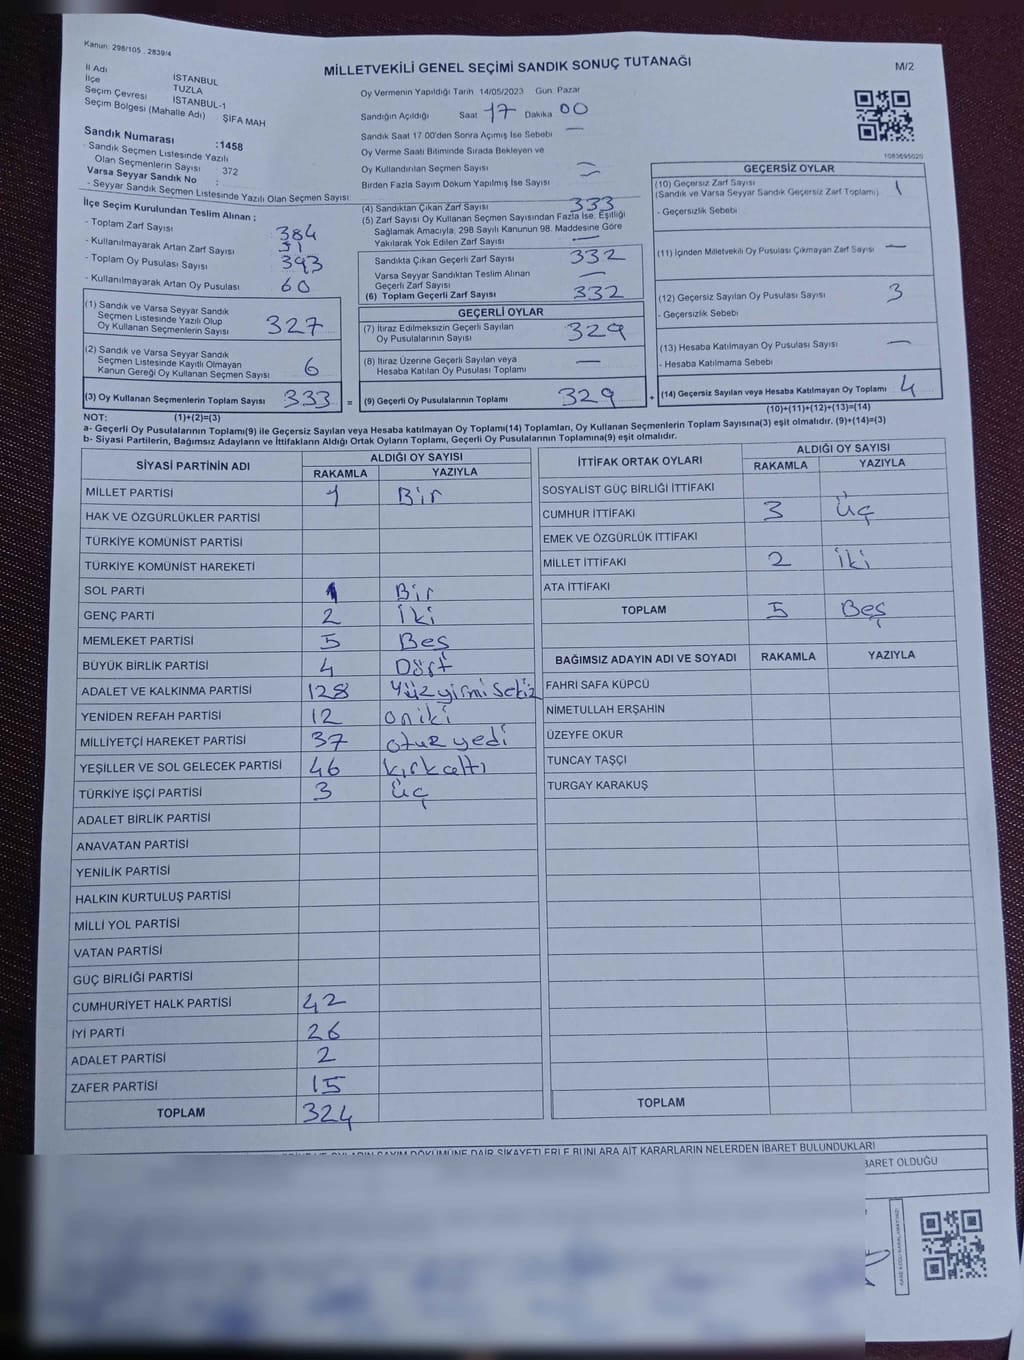 Kanun: 298/105 . 2839/4
MİLLETVEKİLİ GENEL SEÇİMİ SANDIK SONUÇ TUTANAĞI
M/2
İl Adı İSTANBUL
İlçe TUZLA
Seçim Çevresi İSTANBUL-1
Seçim Bölgesi (Mahalle Adı) ŞİFA MAH
Sandık Numarası :1458
- Sandık Seçmen Listesinde Yazılı
Olan Seçmenlerin Sayısı 372
Varsa Seyyar Sandık No :
- Seyyar Sandık Seçmen Listesinde Yazılı Olan Seçmen Sayısı:
İlçe Seçim Kurulundan Teslim Alınan :
- Toplam Zarf Sayısı 384
- Kullanılmayarak Artan Zarf Sayısı 51
- Toplam Oy Pusulası Sayısı 393
- Kullanılmayarak Artan Oy Pusulası 60
(1) Sandık ve Varsa Seyyar Sandık
Seçmen Listesinde Yazılı Olup
Oy Kullanan Seçmenlerin Sayısı 327
(2) Sandık ve Varsa Seyyar Sandık
Seçmen Listesinde Kayıtlı Olmayan
Kanun Gereği Oy Kullanan Seçmen Sayısı 6
(3) Oy Kullanan Seçmenlerin Toplam Sayısı 333 =
Oy Vermenin Yapıldığı Tarih 14/05/2023 Gün Pazar
Sandığın Açıldığı Saat 17 Dakika 00
Sandık Saat 17 00'den Sonra Açımış İse Sebebi —
Oy Verme Saati Bitiminde Sırada Bekleyen ve
Oy Kullandırılan Seçmen Sayısı —
Birden Fazla Sayım Döküm Yapılmış İse Sayısı —
(4) Sandıktan Çıkan Zarf Sayısı 333
(5) Zarf Sayısı Oy Kullanan Seçmen Sayısından Fazla İse, Eşitliği
Sağlamak Amacıyla, 298 Sayılı Kanunun 98. Maddesine Göre
Yakılarak Yok Edilen Zarf Sayısı —
Sandıkta Çıkan Geçerli Zarf Sayısı 332
Varsa Seyyar Sandıktan Teslim Alınan
Geçerli Zarf Sayısı —
(6) Toplam Geçerli Zarf Sayısı 332
GEÇERLİ OYLAR
(7) İtiraz Edilmeksizin Geçerli Sayılan
Oy Pusulalarının Sayısı 329
(8) İtiraz Üzerine Geçerli Sayılan veya
Hesaba Katılan Oy Pusulası Toplamı —
(9) Geçerli Oy Pusulalarının Toplamı 329 +
1083695020
GEÇERSİZ OYLAR
(10) Geçersiz Zarf Sayısı 1
(Sandık ve Varsa Seyyar Sandık Geçersiz Zarf Toplamı)
- Geçersizlik Sebebi
(11) İçinden Milletvekili Oy Pusulası Çıkmayan Zarf Sayısı —
(12) Geçersiz Sayılan Oy Pusulası Sayısı 3
- Geçersizlik Sebebi
(13) Hesaba Katılmayan Oy Pusulası Sayısı —
- Hesaba Katılmama Sebebi
(14) Geçersiz Sayılan veya Hesaba Katılmayan Oy Toplamı 4
NOT: (1)+(2)=(3)
(10)+(11)+(12)+(13)=(14)
a- Geçerli Oy Pusulalarının Toplamı(9) ile Geçersiz Sayılan veya Hesaba katılmayan Oy Toplamı(14) Toplamları, Oy Kullanan Seçmenlerin Toplam Sayısına(3) eşit olmalıdır. (9)+(14)=(3)
b- Siyasi Partilerin, Bağımsız Adayların ve İttifakların Aldığı Ortak Oyların Toplamı, Geçerli Oy Pusulalarının Toplamına(9) eşit olmalıdır.
SİYASİ PARTİNİN ADI ALDIĞI OY SAYISI
RAKAMLA YAZIYLA
MİLLET PARTİSİ 1 Bir
HAK VE ÖZGÜRLÜKLER PARTİSİ
TÜRKİYE KOMÜNİST PARTİSİ
TÜRKİYE KOMÜNİST HAREKETİ
SOL PARTİ 1 Bir
GENÇ PARTİ 2 İki
MEMLEKET PARTİSİ 5 Beş
BÜYÜK BİRLİK PARTİSİ 4 Dört
ADALET VE KALKINMA PARTİSİ 128 Yüz yirmi sekiz
YENİDEN REFAH PARTİSİ 12 oniki
MİLLİYETÇİ HAREKET PARTİSİ 37 otuz yedi
YEŞİLLER VE SOL GELECEK PARTİSİ 46 kırkaltı
TÜRKİYE İŞÇİ PARTİSİ 3 üç
ADALET BİRLİK PARTİSİ
ANAVATAN PARTİSİ
YENİLİK PARTİSİ
HALKIN KURTULUŞ PARTİSİ
MİLLİ YOL PARTİSİ
VATAN PARTİSİ
GÜÇ BİRLİĞİ PARTİSİ
CUMHURİYET HALK PARTİSİ 42
İYİ PARTİ 26
ADALET PARTİSİ 2
ZAFER PARTİSİ 15
TOPLAM 324
İTTİFAK ORTAK OYLARI ALDIĞI OY SAYISI
RAKAMLA YAZIYLA
SOSYALİST GÜÇ BİRLİĞİ İTTİFAKI
CUMHUR İTTİFAKI 3 üç
EMEK VE ÖZGÜRLÜK İTTİFAKI
MİLLET İTTİFAKI 2 iki
ATA İTTİFAKI
TOPLAM 5 Beş
BAĞIMSIZ ADAYIN ADI VE SOYADI RAKAMLA YAZIYLA
FAHRİ SAFA KÜPCÜ
NİMETULLAH ERŞAHİN
ÜZEYFE OKUR
TUNCAY TAŞÇI
TURGAY KARAKUŞ
TOPLAM
SAYIM DÖKÜMÜNE DAİR ŞİKAYETLERLE BUNLARA AİT KARARLARIN NELERDEN İBARET BULUNDUKLARI
BARET OLDUĞU